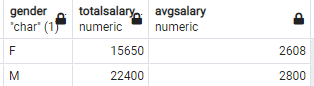 gender totalsalary avgsalary
"char" (1) numeric numeric
F 15650 2608
M 22400 2800